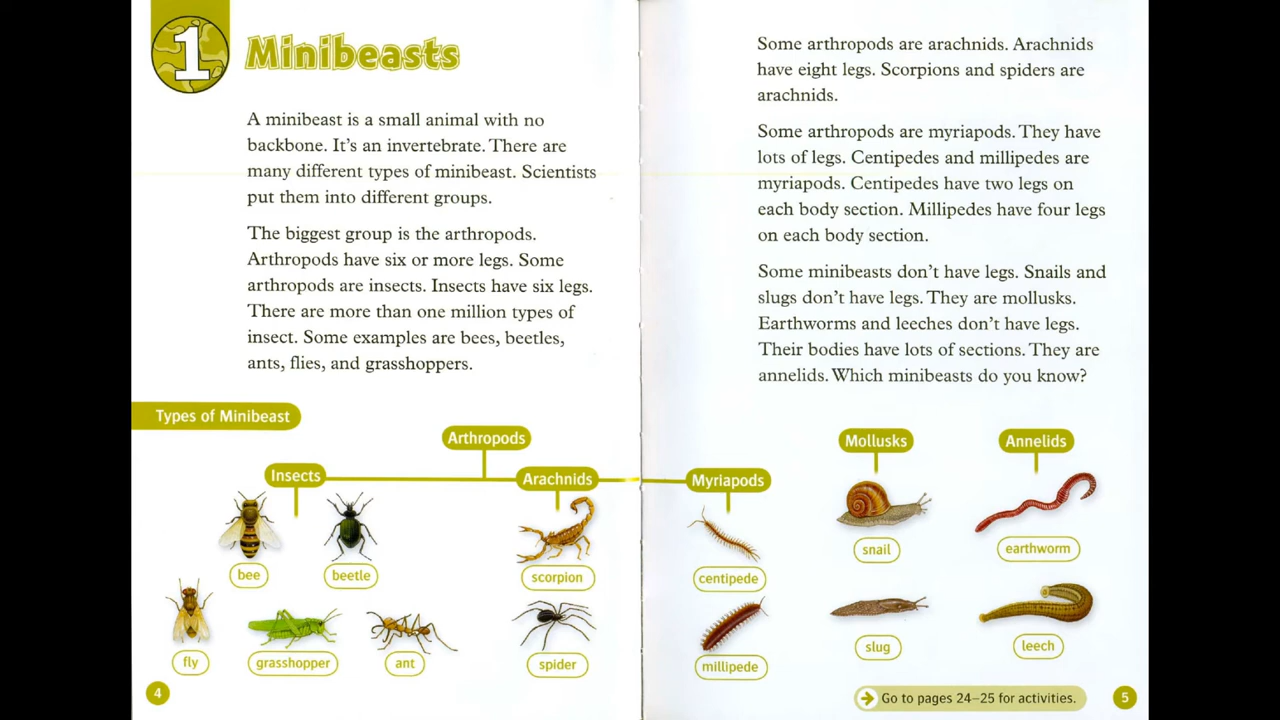 1 Minibeasts
A minibeast is a small animal with no
backbone. It's an invertebrate. There are
many different types of minibeast. Scientists
put them into different groups.
The biggest group is the arthropods.
Arthropods have six or more legs. Some
arthropods are insects. Insects have six legs.
There are more than one million types of
insect. Some examples are bees, beetles,
ants, flies, and grasshoppers.
Some arthropods are arachnids. Arachnids
have eight legs. Scorpions and spiders are
arachnids.
Some arthropods are myriapods. They have
lots of legs. Centipedes and millipedes are
myriapods. Centipedes have two legs on
each body section. Millipedes have four legs
on each body section.
Some minibeasts don't have legs. Snails and
slugs don't have legs. They are mollusks.
Earthworms and leeches don't have legs.
Their bodies have lots of sections. They are
annelids. Which minibeasts do you know?
Types of Minibeast
Arthropods
Insects
Arachnids
Myriapods
Mollusks
Annelids
bee
beetle
scorpion
centipede
snail
earthworm
fly
grasshopper
ant
spider
millipede
slug
leech
4
Go to pages 24–25 for activities.
5